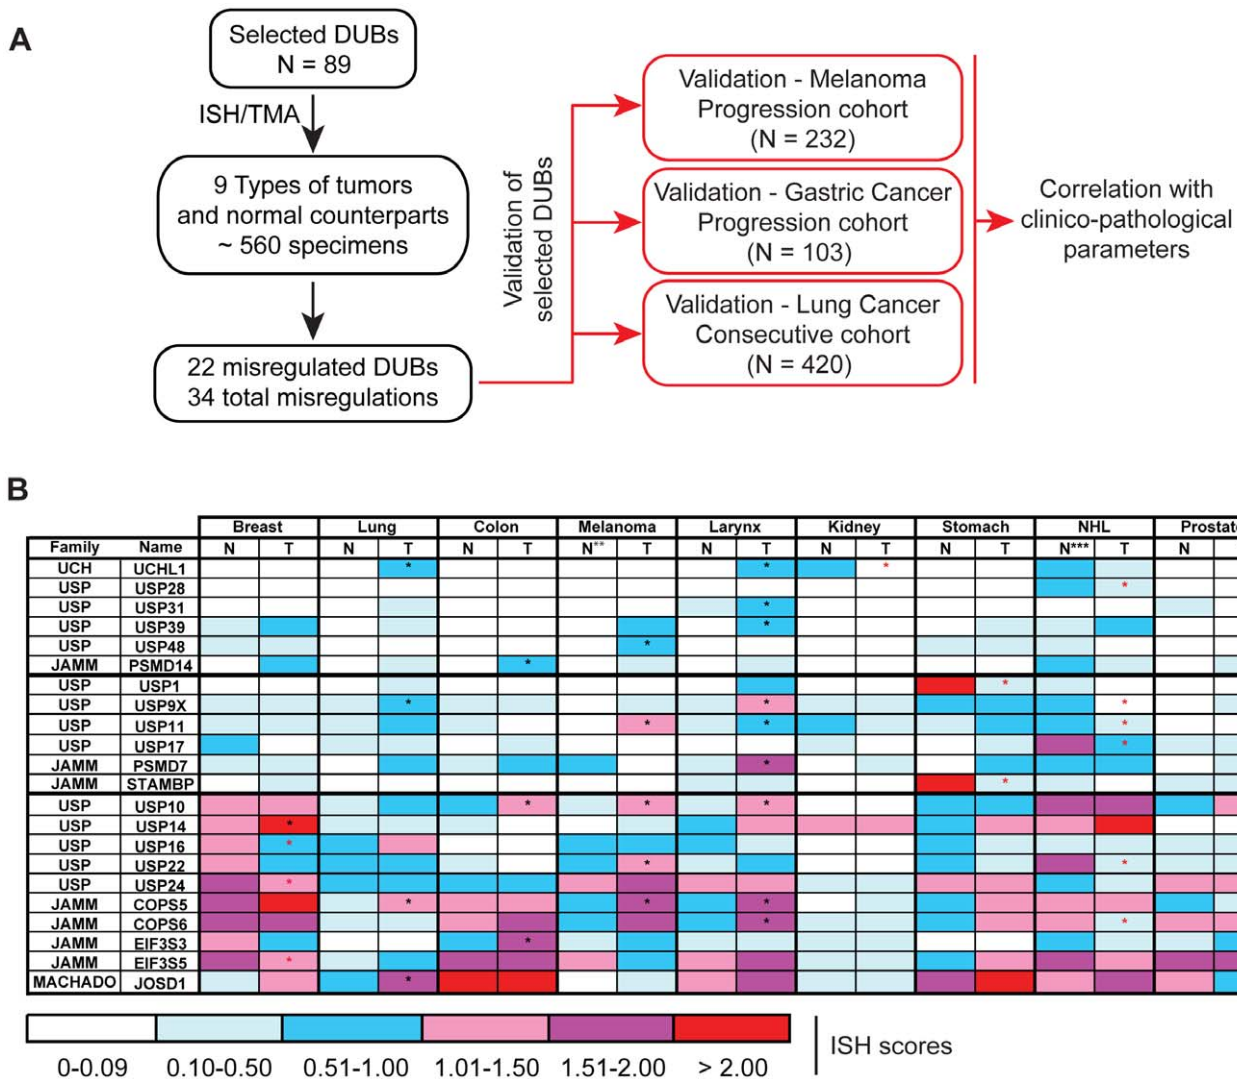 A
Selected DUBs
N = 89
ISH/TMA
9 Types of tumors
and normal counterparts
~ 560 specimens
22 misregulated DUBs
34 total misregulations
Validation of
selected DUBs
Validation - Melanoma
Progression cohort
(N = 232)
Validation - Gastric Cancer
Progression cohort
(N = 103)
Validation - Lung Cancer
Consecutive cohort
(N = 420)
Correlation with
clinico-pathological
parameters
B
Breast Lung Colon Melanoma Larynx Kidney Stomach NHL Prostate
Family Name N T N T N T N** T N T N T N T N*** T N
UCH UCHL1 * * *
USP USP28 *
USP USP31 *
USP USP39 *
USP USP48 *
JAMM PSMD14 *
USP USP1 *
USP USP9X * * *
USP USP11 * * *
USP USP17 *
JAMM PSMD7 *
JAMM STAMBP *
USP USP10 * * *
USP USP14 *
USP USP16 *
USP USP22 * *
USP USP24 *
JAMM COPS5 * * *
JAMM COPS6 * *
JAMM EIF3S3 *
JAMM EIF3S5 *
MACHADO JOSD1 *
0-0.09 0.10-0.50 0.51-1.00 1.01-1.50 1.51-2.00 > 2.00
ISH scores